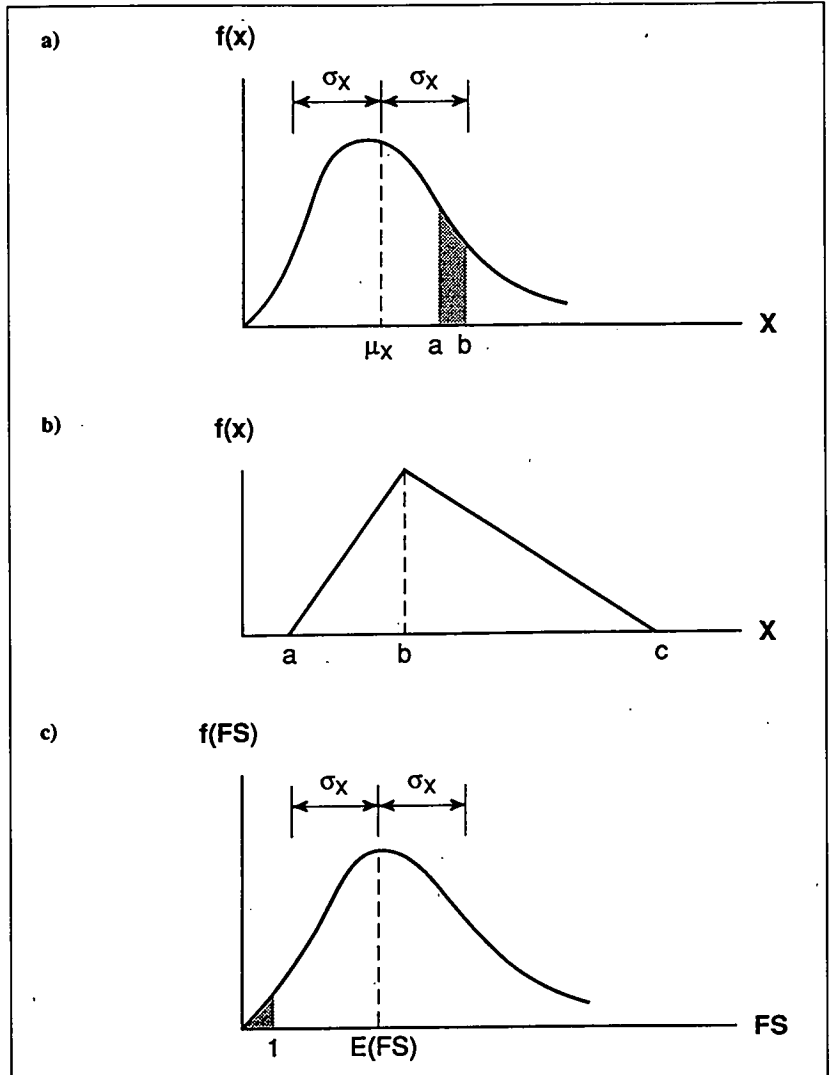 a)
f(x)
σX σX
μX a b
X
b)
f(x)
a b c
X
c)
f(FS)
σX σX
1 E(FS)
FS